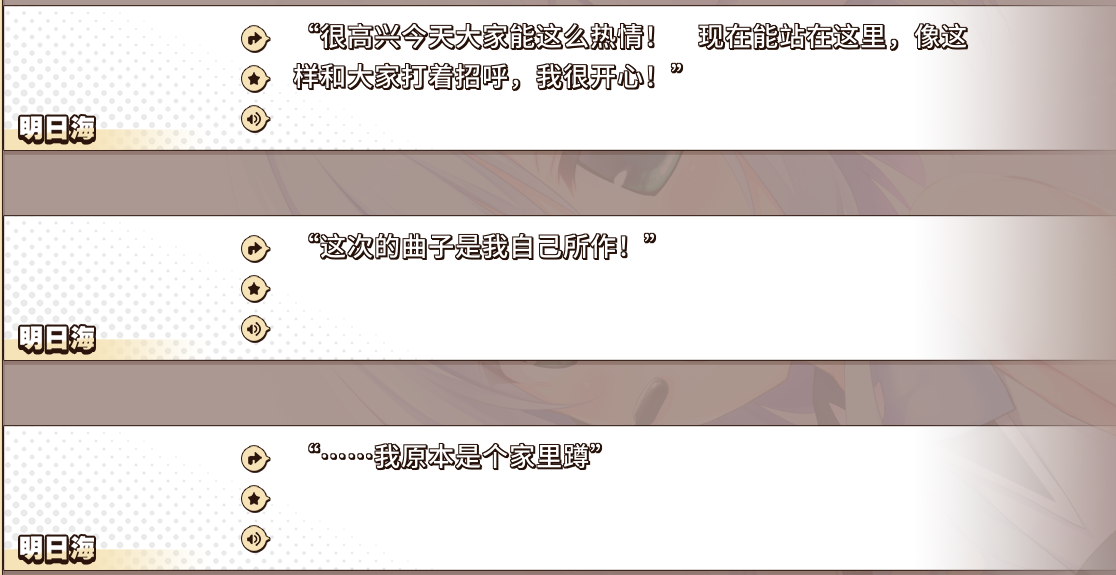 “很高兴今天大家能这么热情！　现在能站在这里，像这
样和大家打着招呼，我很开心！”
明日海
“这次的曲子是我自己所作！”
明日海
“……我原本是个家里蹲”
明日海